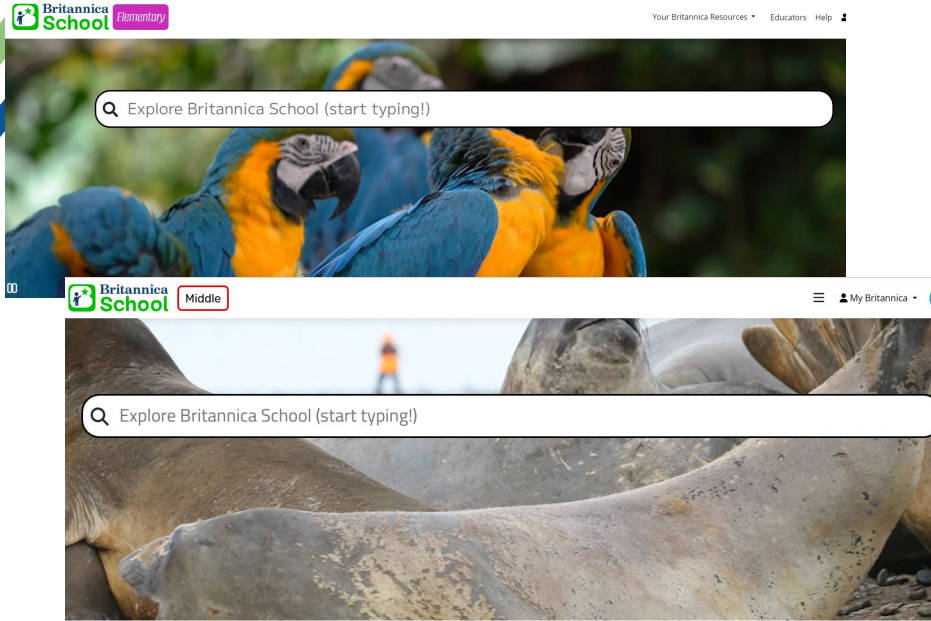 Britannica
School Elementary
Your Britannica Resources Educators Help
Explore Britannica School (start typing!)
Britannica
School Middle
My Britannica
Explore Britannica School (start typing!)